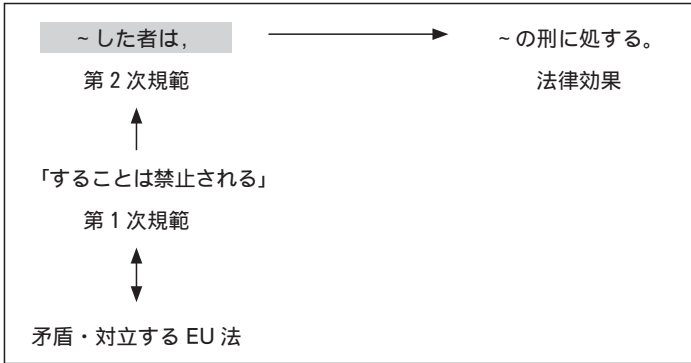 ~した者は，
~の刑に処する。
第２次規範
法律効果
「することは禁止される」
第１次規範
矛盾・対立する EU 法